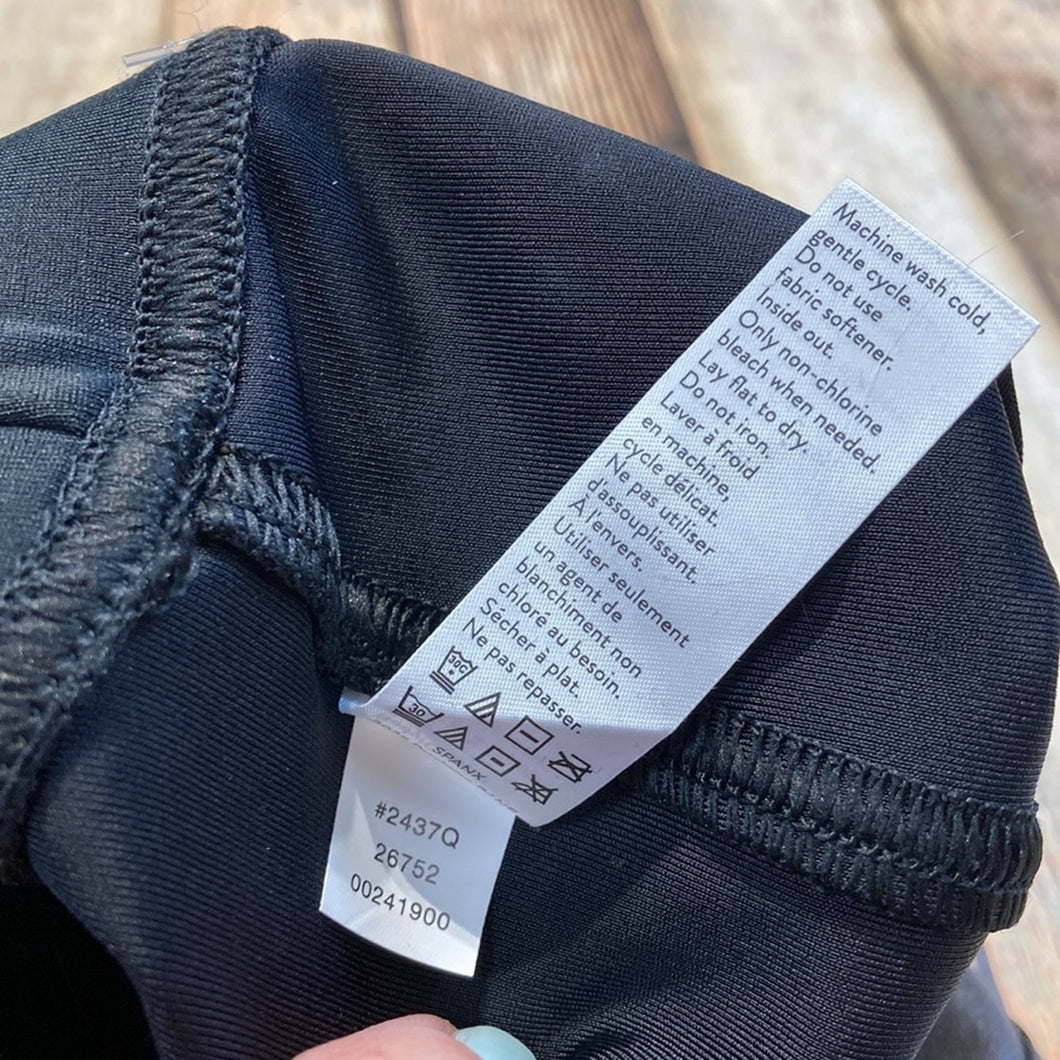 Machine wash cold,
gentle cycle.
Do not use
fabric softener.
Inside out.
Only non-chlorine
bleach when needed.
Lay flat to dry.
Do not iron.
Laver à froid
en machine,
cycle délicat.
Ne pas utiliser
d'assouplissant.
À l'envers.
Utiliser seulement
un agent de
blanchiment non
chloré au besoin.
Sécher à plat.
Ne pas repasser.
30C
30
SPANX
#2437Q
26752
00241900